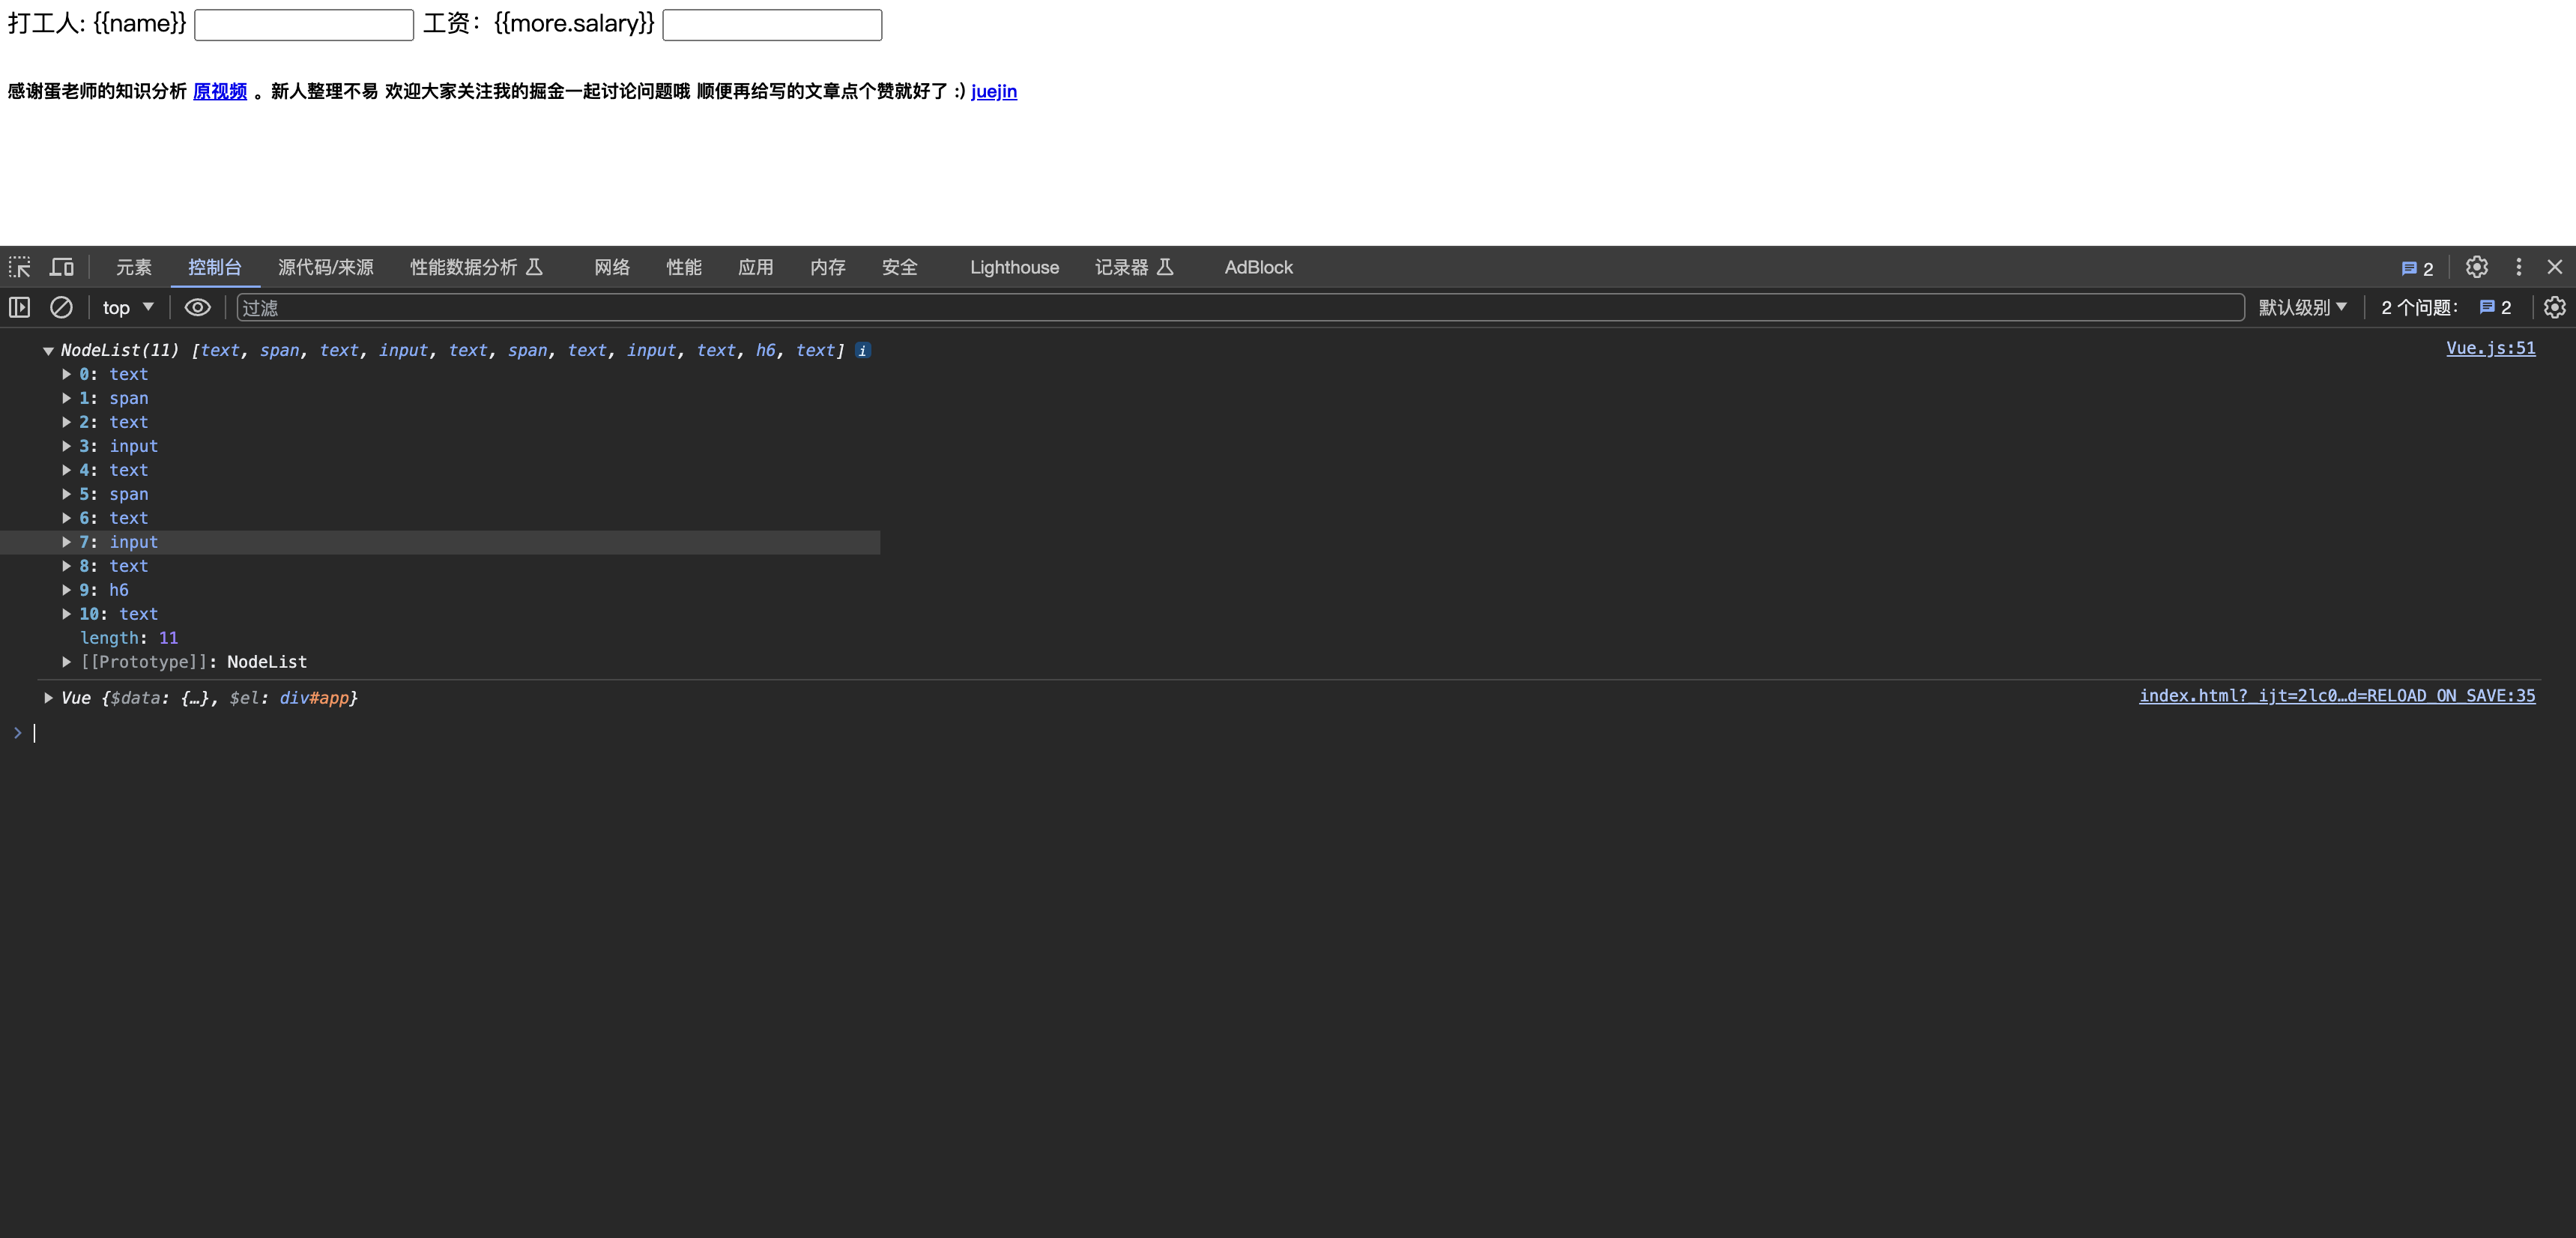 打工人: {{name}} 工资：{{more.salary}}
感谢蛋老师的知识分析 原视频 。新人整理不易 欢迎大家关注我的掘金一起讨论问题哦 顺便再给写的文章点个赞就好了 :) juejin
元素 控制台 源代码/来源 性能数据分析 网络 性能 应用 内存 安全 Lighthouse 记录器 AdBlock 2
top 过滤 默认级别 2 个问题： 2
NodeList(11) [text, span, text, input, text, span, text, input, text, h6, text] i Vue.js:51
0: text
1: span
2: text
3: input
4: text
5: span
6: text
7: input
8: text
9: h6
10: text
length: 11
[[Prototype]]: NodeList
Vue {$data: {…}, $el: div#app} index.html?_ijt=2lc0…d=RELOAD_ON_SAVE:35